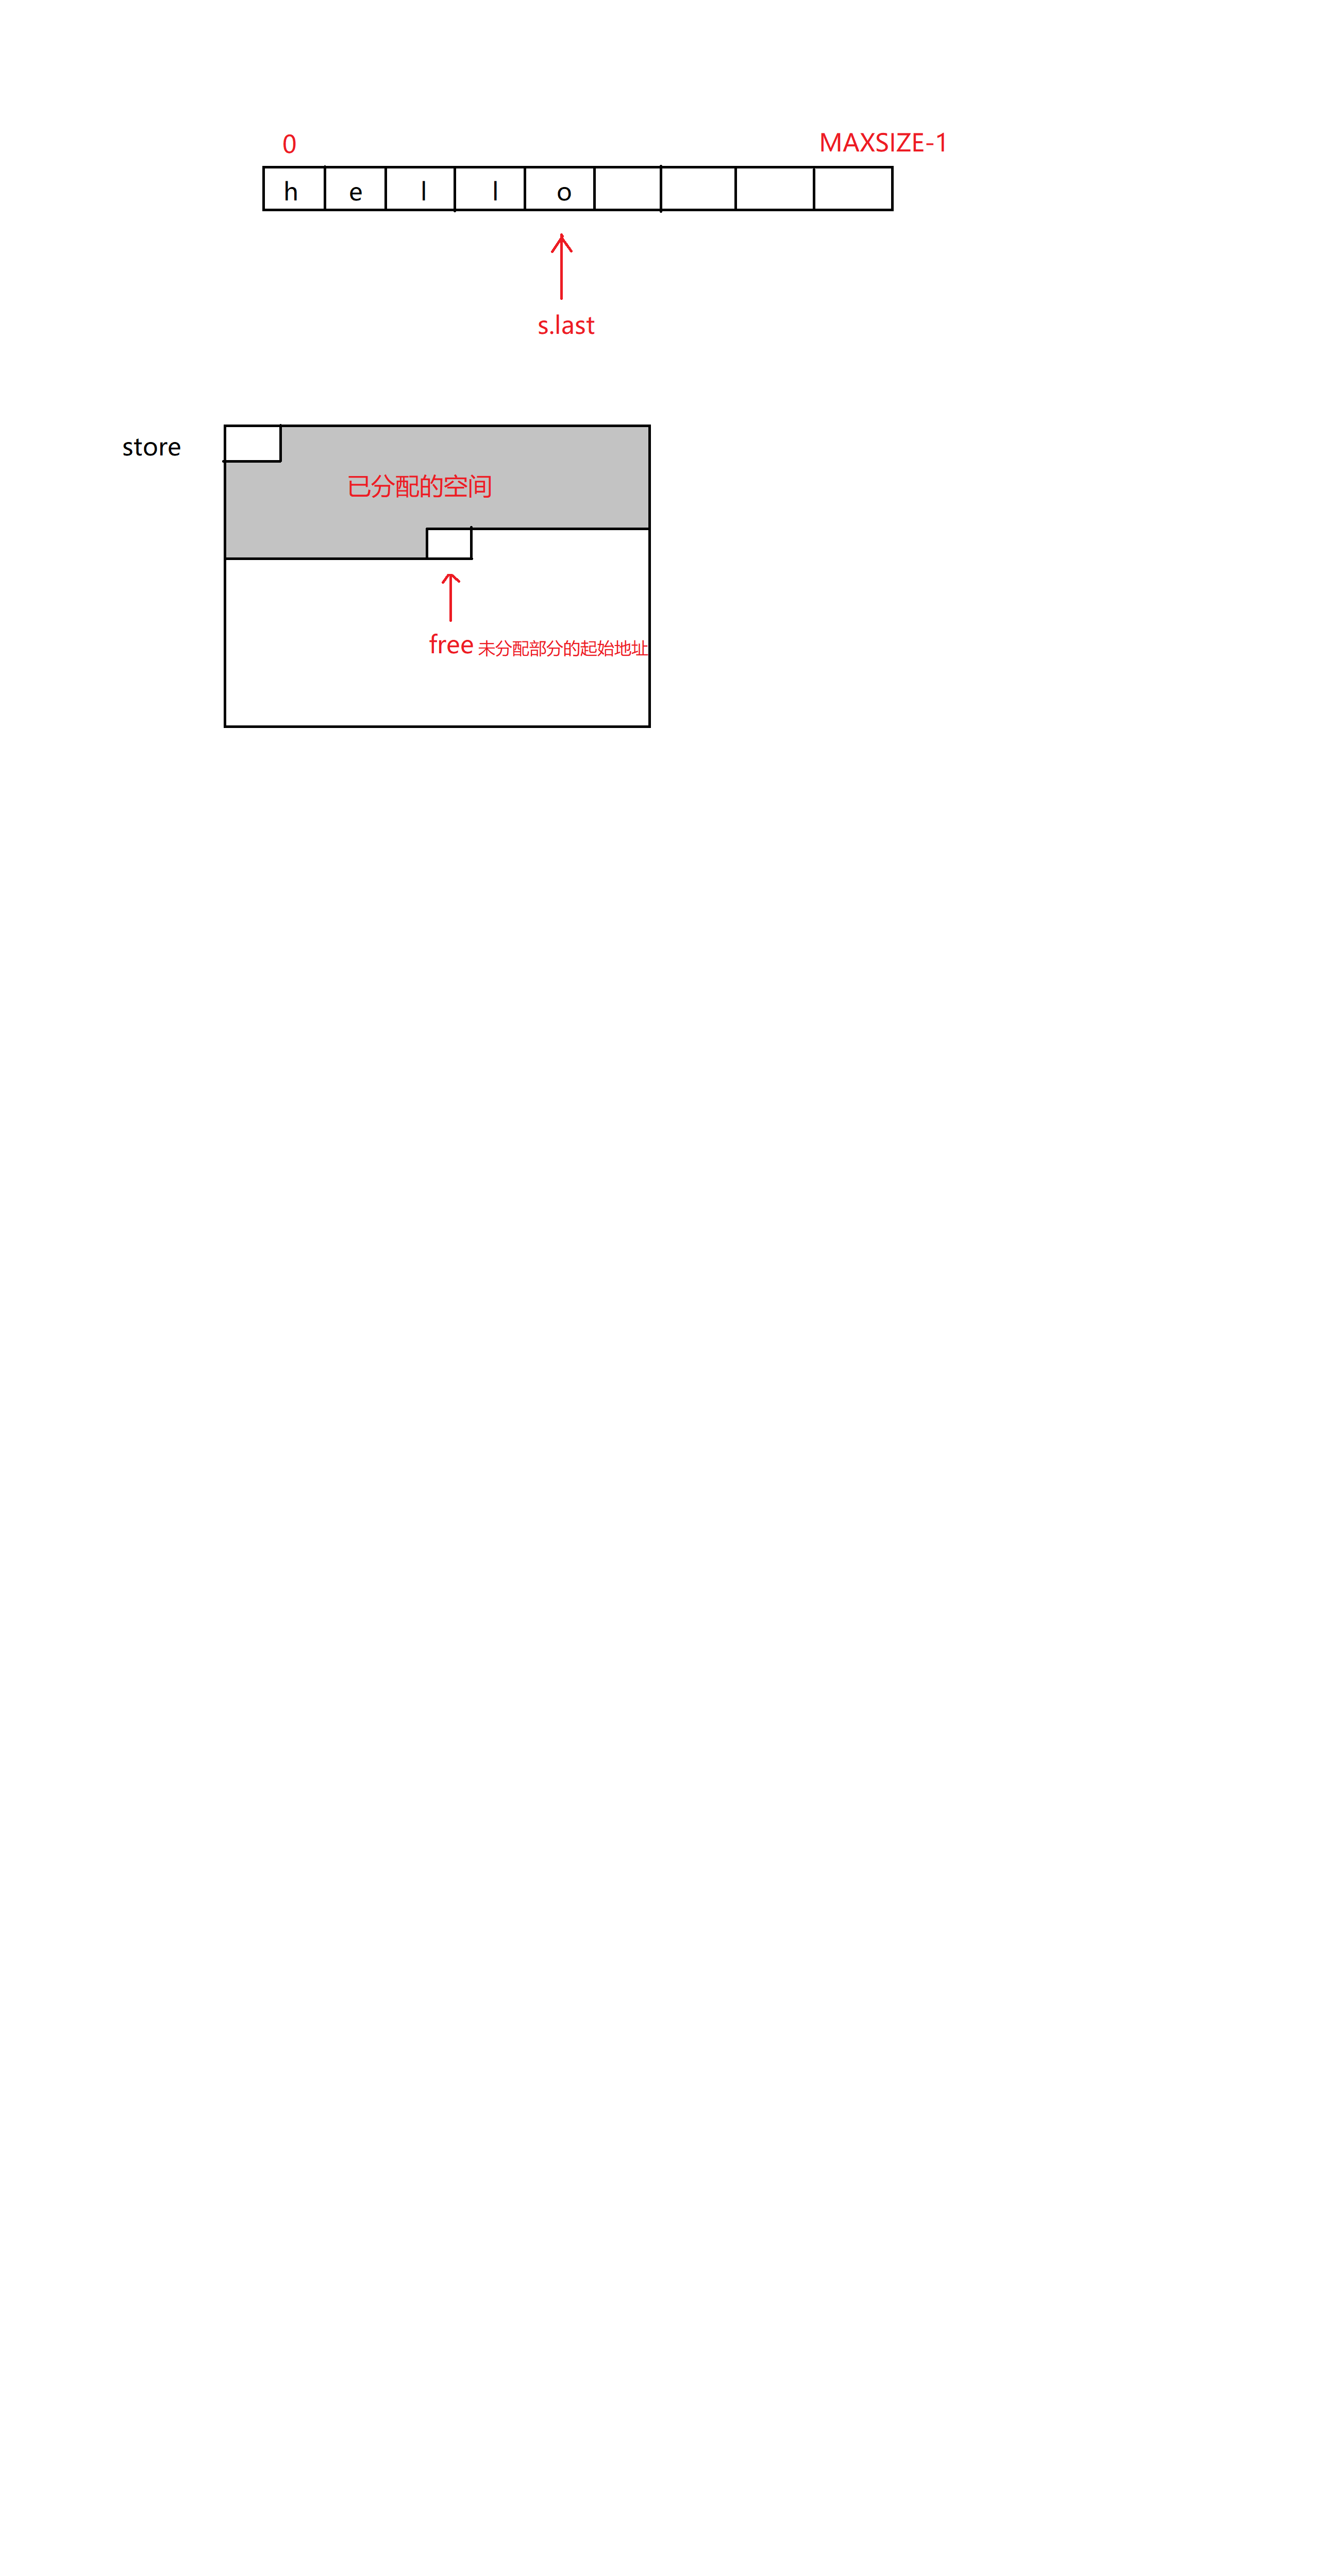 0 MAXSIZE-1
h e l l o
s.last
store
已分配的空间
free 未分配部分的起始地址